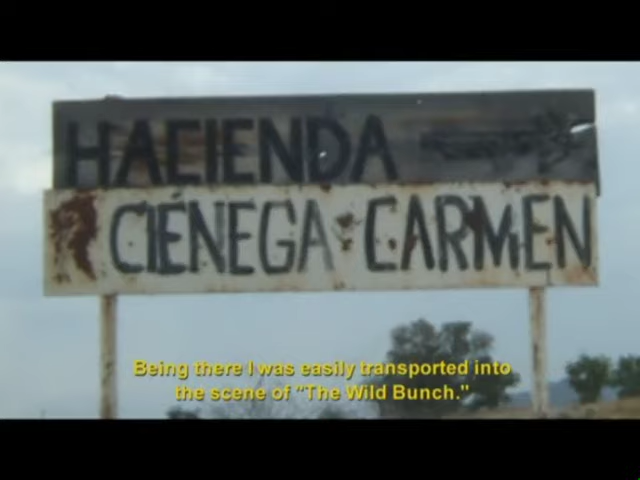 HACIENDA
CIÉNEGA CARMEN
Being there I was easily transported into
the scene of "The Wild Bunch."